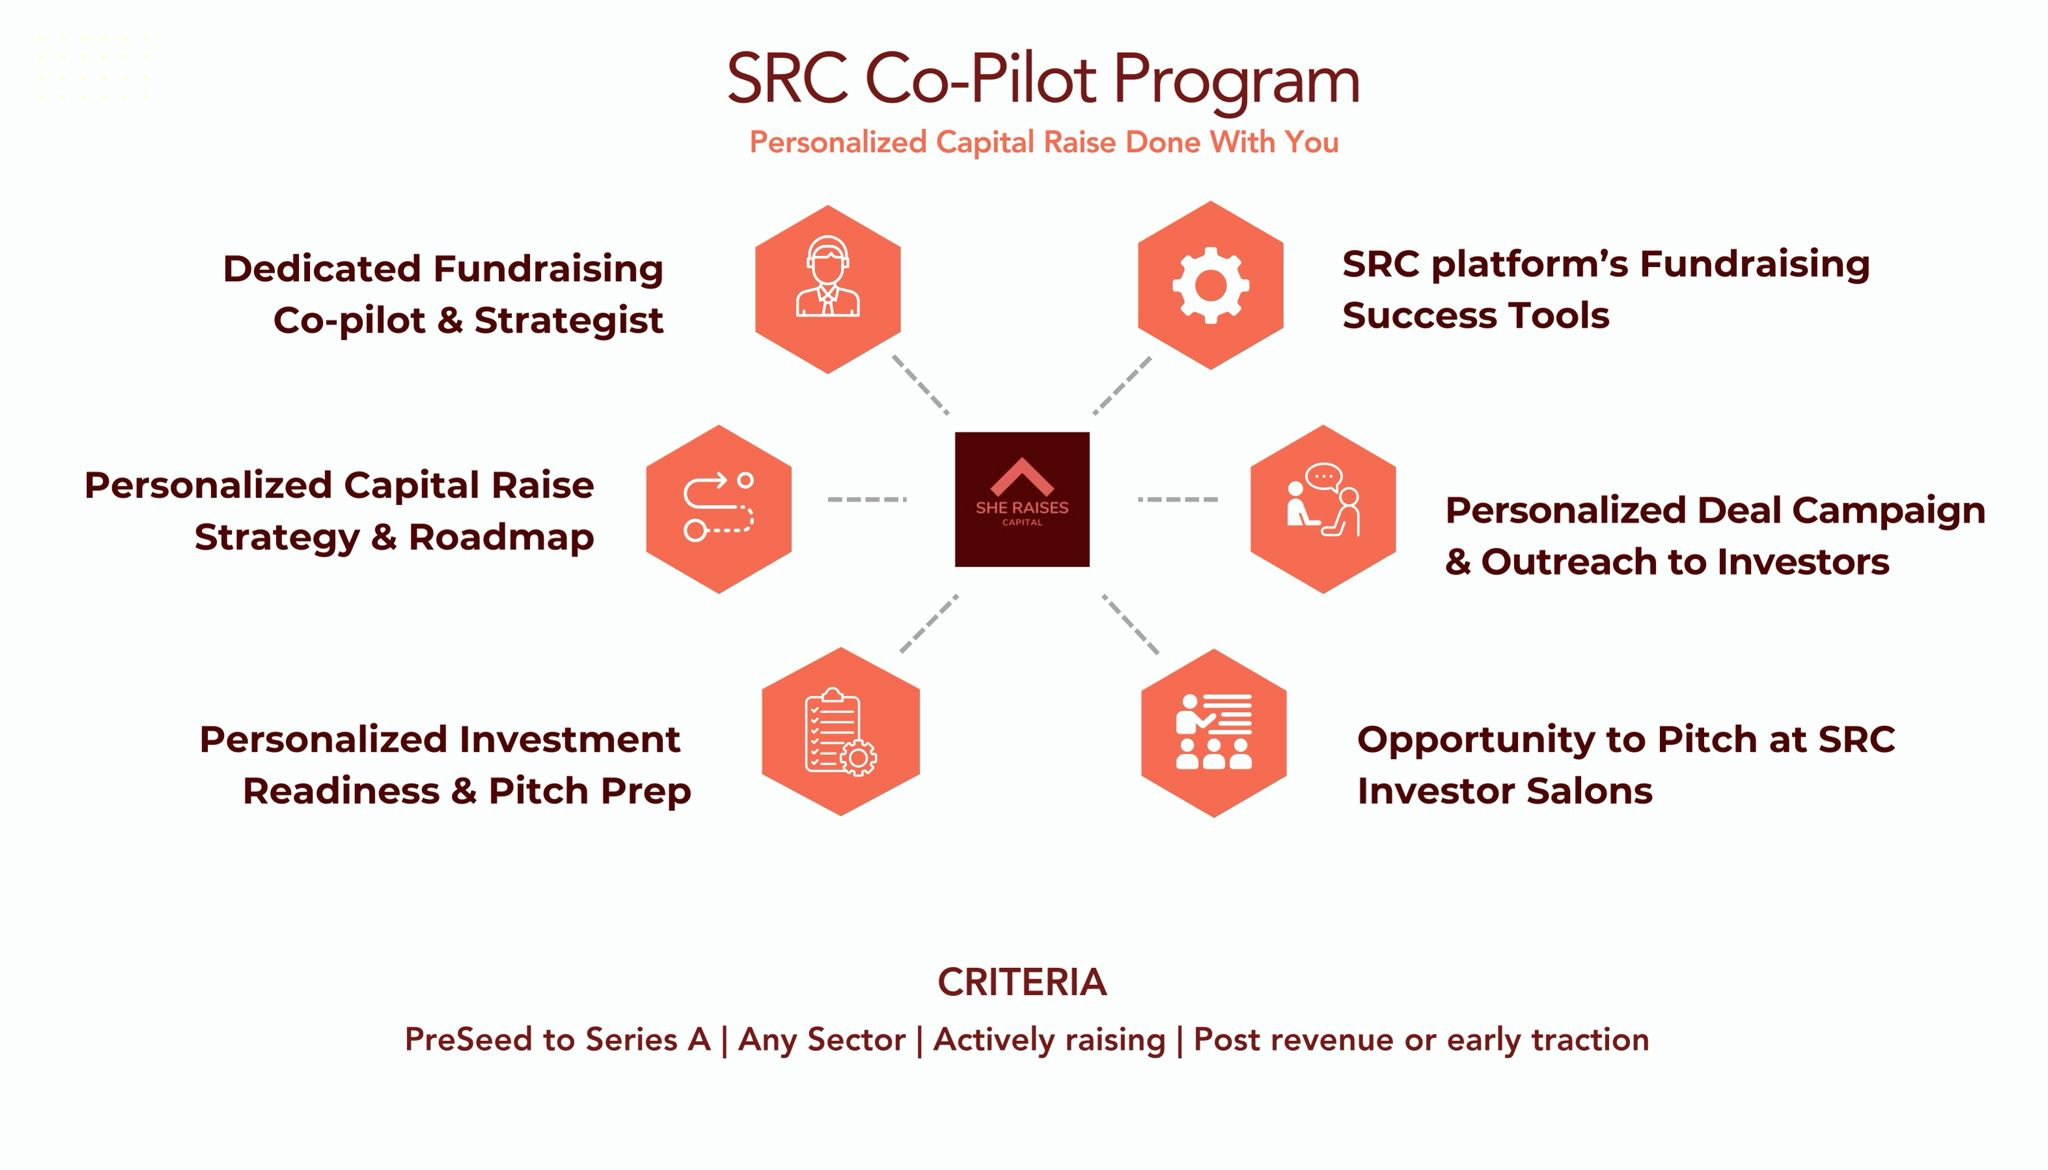 SRC Co-Pilot Program
Personalized Capital Raise Done With You
Dedicated Fundraising
Co-pilot & Strategist
SRC platform’s Fundraising
Success Tools
Personalized Capital Raise
Strategy & Roadmap
SHE RAISES
CAPITAL
Personalized Deal Campaign
& Outreach to Investors
Personalized Investment
Readiness & Pitch Prep
Opportunity to Pitch at SRC
Investor Salons
CRITERIA
PreSeed to Series A | Any Sector | Actively raising | Post revenue or early traction